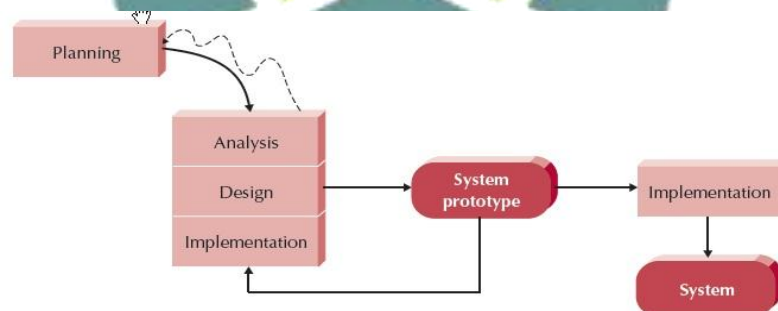 Planning
Analysis
Design
Implementation
System
prototype
Implementation
System